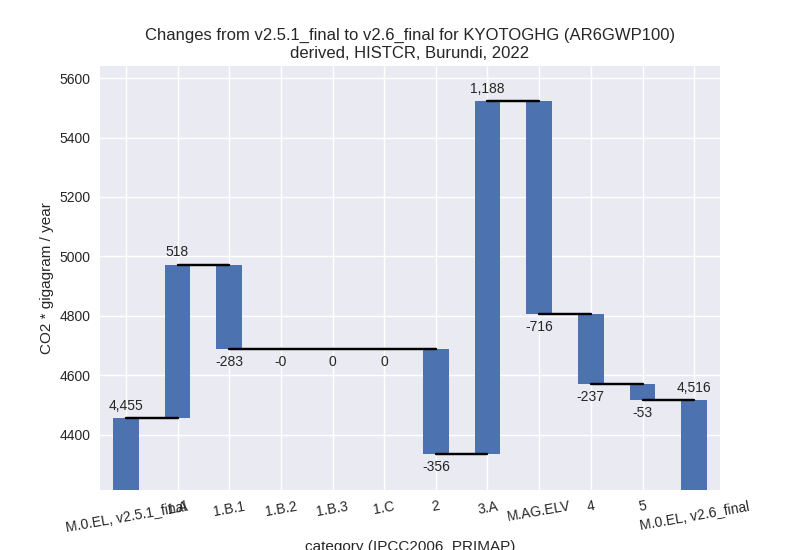 Changes from v2.5.1_final to v2.6_final for KYOTOGHG (AR6GWP100)
derived, HISTCR, Burundi, 2022
CO2 * gigagram / year
5600
5400
5200
5000
4800
4600
4400
4,455
518
-283
-0
0
0
-356
1,188
-716
-237
-53
4,516
M.0.EL, v2.5.1_final
1.A
1.B.1
1.B.2
1.B.3
1.C
2
3.A
M.AG.ELV
4
5
M.0.EL, v2.6_final
category (IPCC2006_PRIMAP)